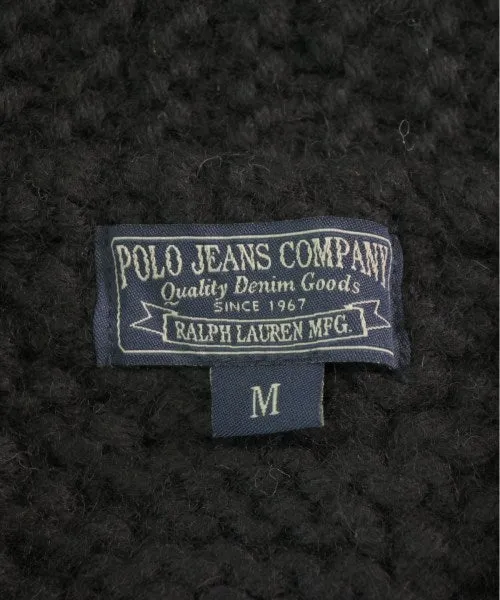 POLO JEANS COMPANY
Quality Denim Goods
SINCE 1967
RALPH LAUREN MFG.
M